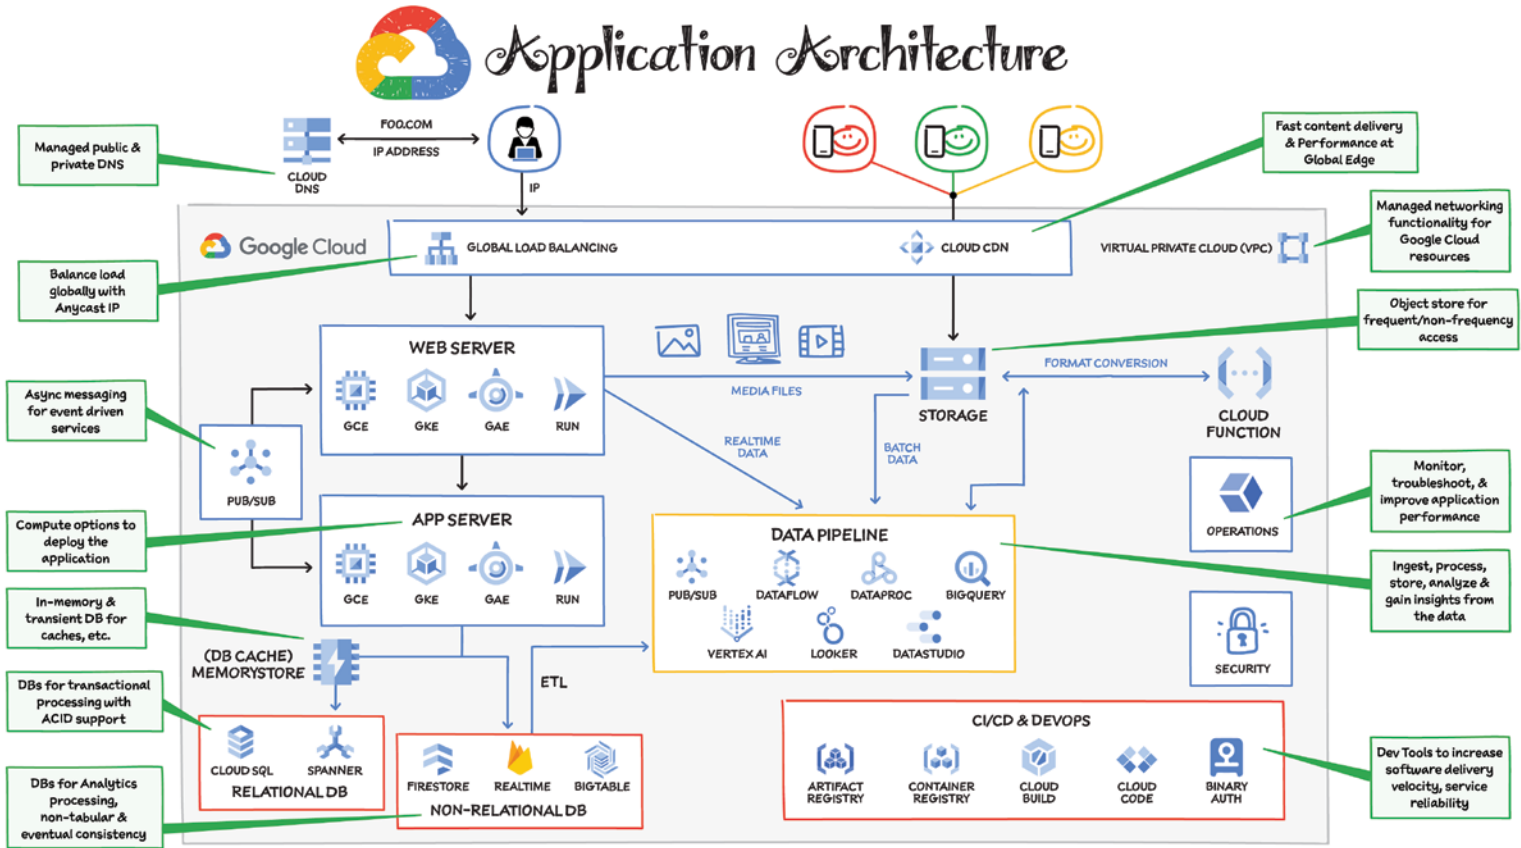 Application Architecture
Managed public &
private DNS
CLOUD
DNS
FOO.COM
IP ADDRESS
IP
Fast content delivery
& Performance at
Global Edge
Google Cloud
GLOBAL LOAD BALANCING
CLOUD CDN
VIRTUAL PRIVATE CLOUD (VPC)
Managed networking
functionality for
Google Cloud
resources
Balance load
globally with
Anycast IP
Object store for
frequent/non-frequency
access
WEB SERVER
GCE
GKE
GAE
RUN
MEDIA FILES
STORAGE
FORMAT CONVERSION
CLOUD
FUNCTION
Async messaging
for event driven
services
PUB/SUB
REALTIME
DATA
BATCH
DATA
OPERATIONS
Monitor,
troubleshoot, &
improve application
performance
Compute options to
deploy the
application
APP SERVER
GCE
GKE
GAE
RUN
DATA PIPELINE
PUB/SUB
DATAFLOW
DATAPROC
BIGQUERY
VERTEX AI
LOOKER
DATASTUDIO
Ingest, process,
store, analyze &
gain insights from
the data
SECURITY
In-memory &
transient DB for
caches, etc.
(DB CACHE)
MEMORYSTORE
ETL
DBs for transactional
processing with
ACID support
CLOUD SQL
SPANNER
RELATIONAL DB
FIRESTORE
REALTIME
BIGTABLE
NON-RELATIONAL DB
DBs for Analytics
processing,
non-tabular &
eventual consistency
CI/CD & DEVOPS
ARTIFACT
REGISTRY
CONTAINER
REGISTRY
CLOUD
BUILD
CLOUD
CODE
BINARY
AUTH
Dev Tools to increase
software delivery
velocity, service
reliability